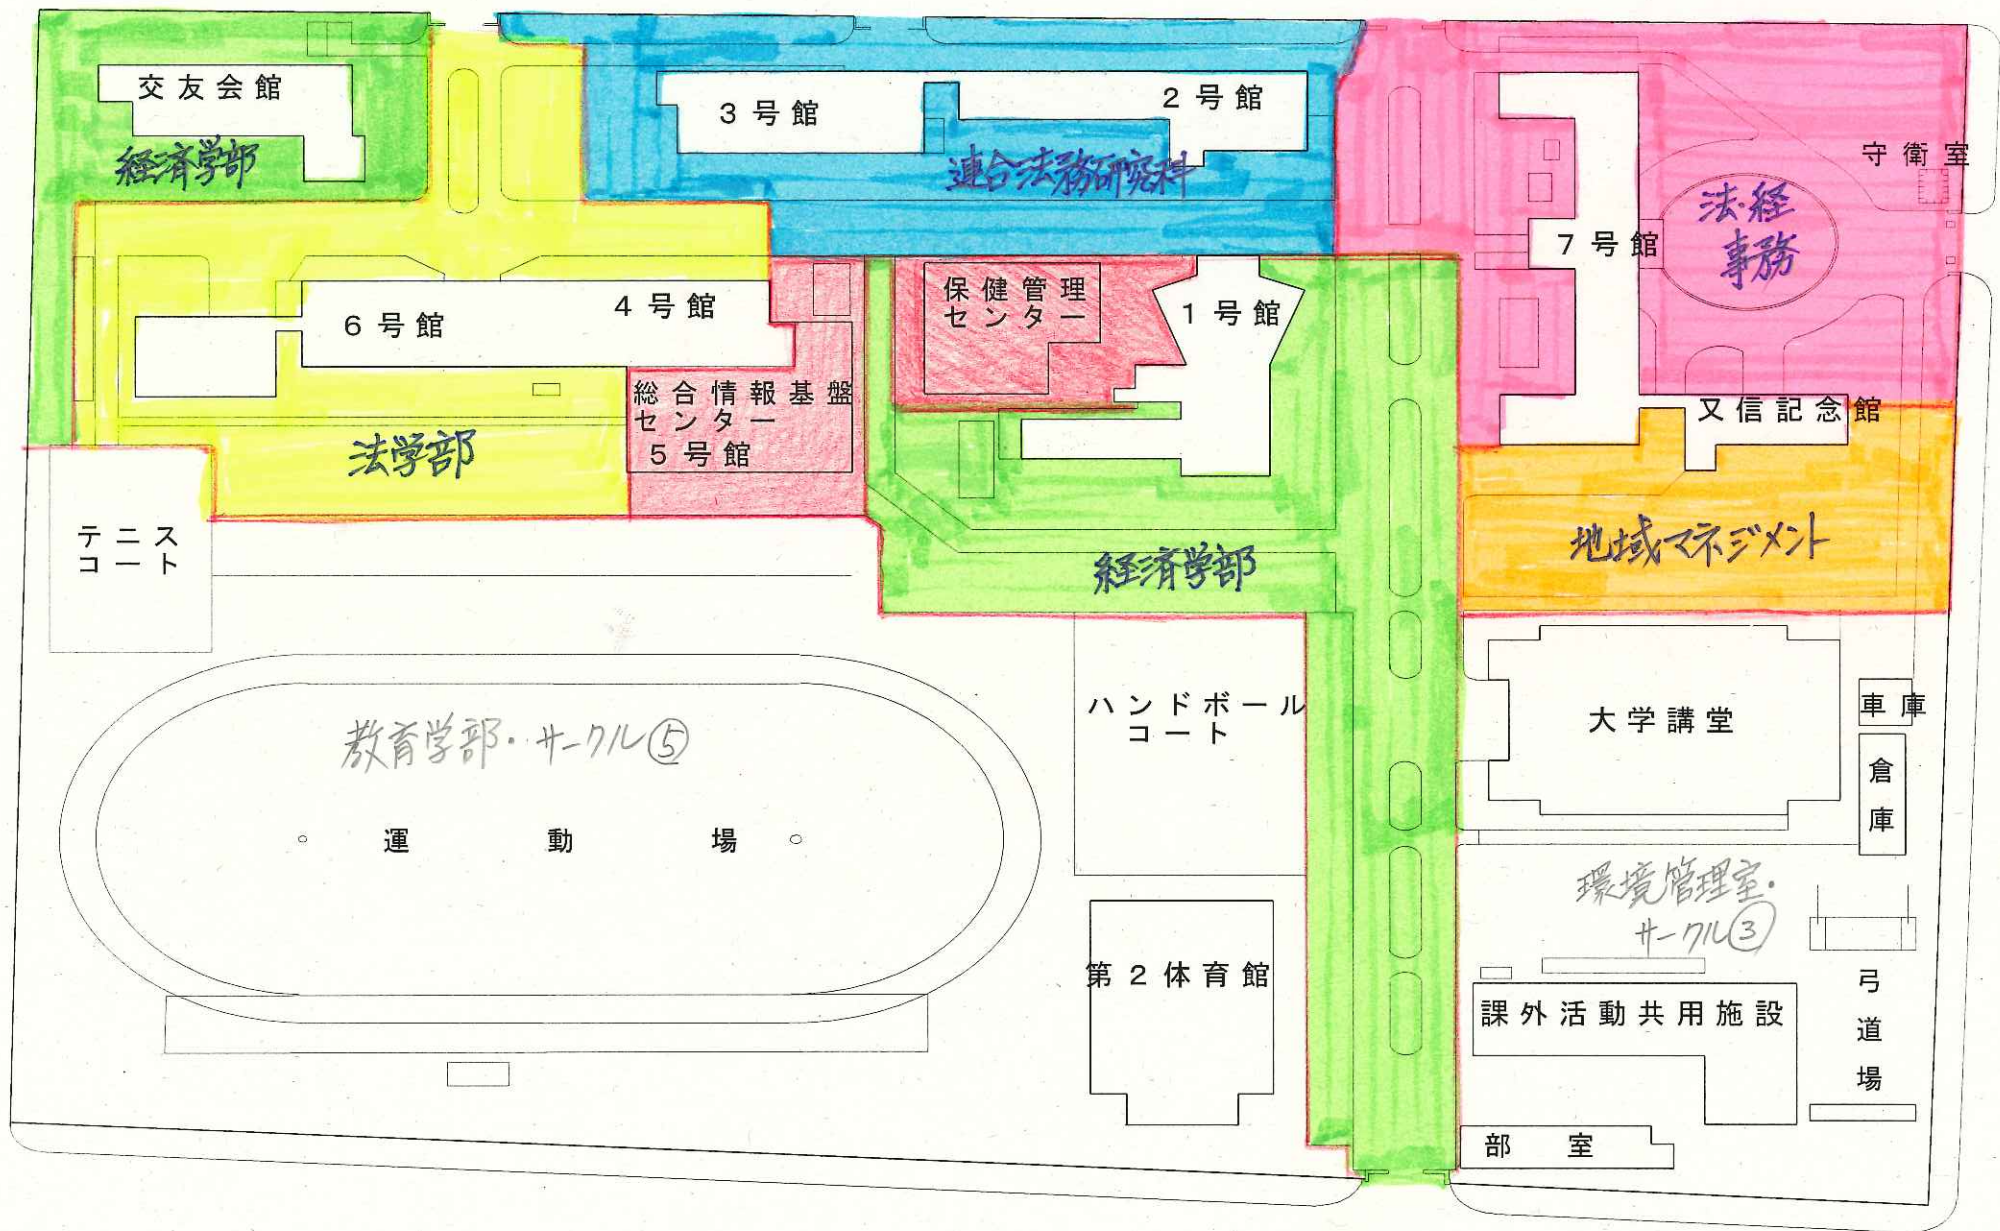 交友会館
経済学部
3号館
2号館
連合法務研究科
守衛室
法・経
事務
7号館
6号館
4号館
保健管理
センター
1号館
総合情報基盤
センター
5号館
法学部
又信記念館
地域マネジメント
テニス
コート
経済学部
教育学部・サークル⑤
運動場
ハンドボール
コート
大学講堂
車庫
倉庫
環境管理室・
サークル③
第2体育館
課外活動共用施設
弓道場
部室